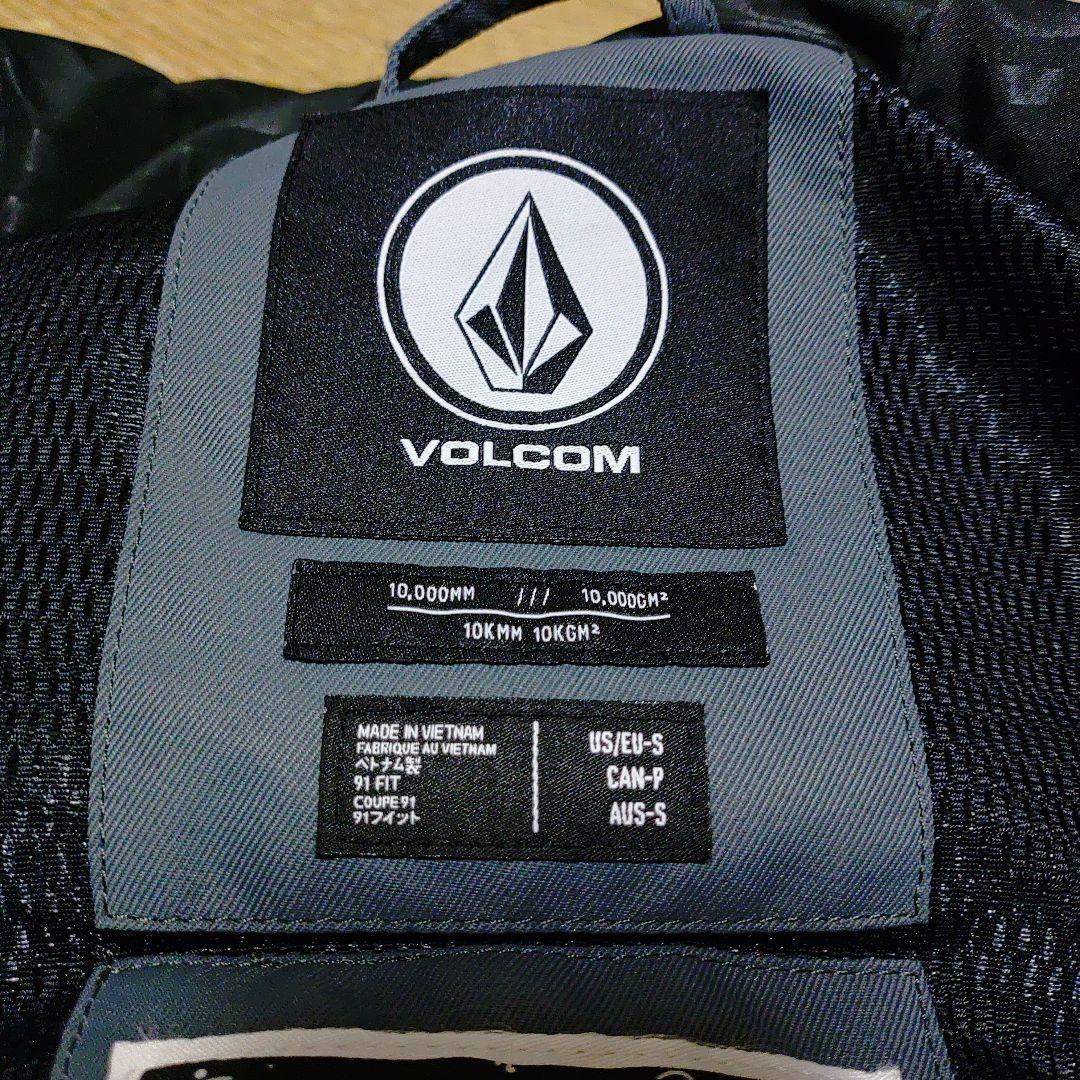 VOLCOM
10,000MM /// 10,000GM²
10KMM 10KGM²
MADE IN VIETNAM
FABRIQUE AU VIETNAM
ベトナム製
91 FIT
COUPE 91
91フィット
US/EU-S
CAN-P
AUS-S